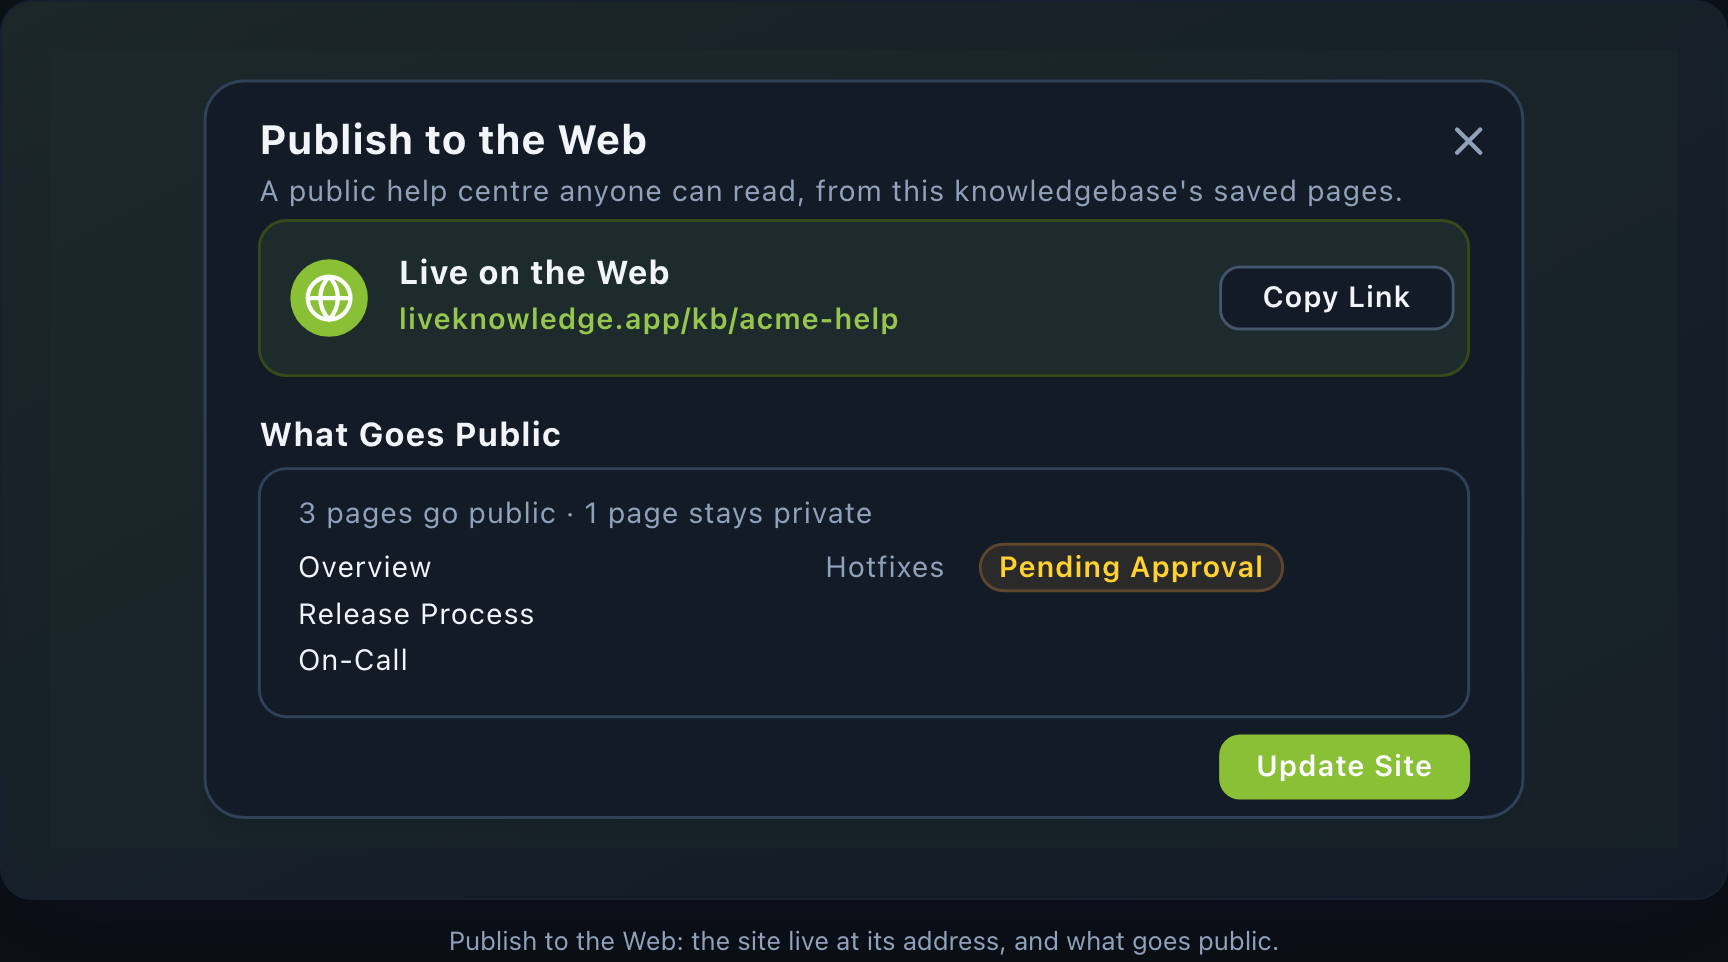 Publish to the Web
A public help centre anyone can read, from this knowledgebase's saved pages.
Live on the Web
liveknowledge.app/kb/acme-help
Copy Link
What Goes Public
3 pages go public · 1 page stays private
Overview
Hotfixes
Pending Approval
Release Process
On-Call
Update Site
Publish to the Web: the site live at its address, and what goes public.